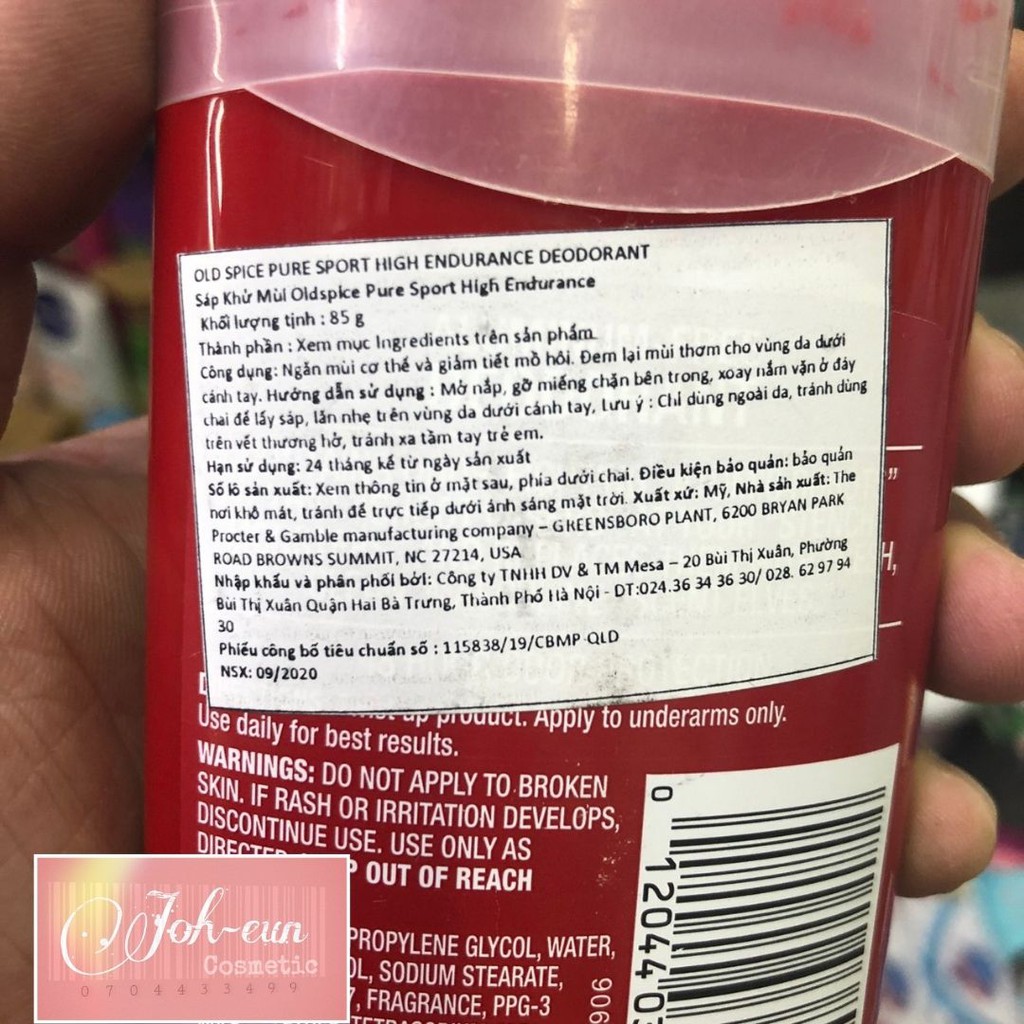 OLD SPICE PURE SPORT HIGH ENDURANCE DEODORANT
Sáp Khử Mùi Oldspice Pure Sport High Endurance
Khối lượng tịnh : 85 g
Thành phần : Xem mục Ingredients trên sản phẩm
Công dụng: Ngăn mùi cơ thể và giảm tiết mồ hôi. Đem lại mùi thơm cho vùng da dưới
cánh tay. Hướng dẫn sử dụng : Mở nắp, gỡ miếng chặn bên trong, xoay nấm vặn ở đáy
chai để lấy sáp, lăn nhẹ trên vùng da dưới cánh tay, Lưu ý : Chỉ dùng ngoài da, tránh dùng
trên vết thương hở, tránh xa tầm tay trẻ em.
Hạn sử dụng: 24 tháng kể từ ngày sản xuất
Số lô sản xuất: Xem thông tin ở mặt sau, phía dưới chai. Điều kiện bảo quản: bảo quản
nơi khô mát, tránh để trực tiếp dưới ánh sáng mặt trời. Xuất xứ: Mỹ, Nhà sản xuất: The
Procter & Gamble manufacturing company – GREENSBORO PLANT, 6200 BRYAN PARK
ROAD BROWNS SUMMIT, NC 27214, USA
Nhập khẩu và phân phối bởi: Công ty TNHH DV & TM Mesa – 20 Bùi Thị Xuân, Phường
Bùi Thị Xuân Quận Hai Bà Trưng, Thành Phố Hà Nội - DT:024.36 34 36 30/ 028. 62 97 94
30
Phiếu công bố tiêu chuẩn số : 115838/19/CBMP-QLD
NSX: 09/2020
up product. Apply to underarms only.
Use daily for best results.
WARNINGS: DO NOT APPLY TO BROKEN
SKIN. IF RASH OR IRRITATION DEVELOPS,
DISCONTINUE USE. USE ONLY AS
OUT OF REACH
PROPYLENE GLYCOL, WATER,
SODIUM STEARATE,
FRAGRANCE, PPG-3
0 12044 03
Joh-eun
Cosmetic
0704433499